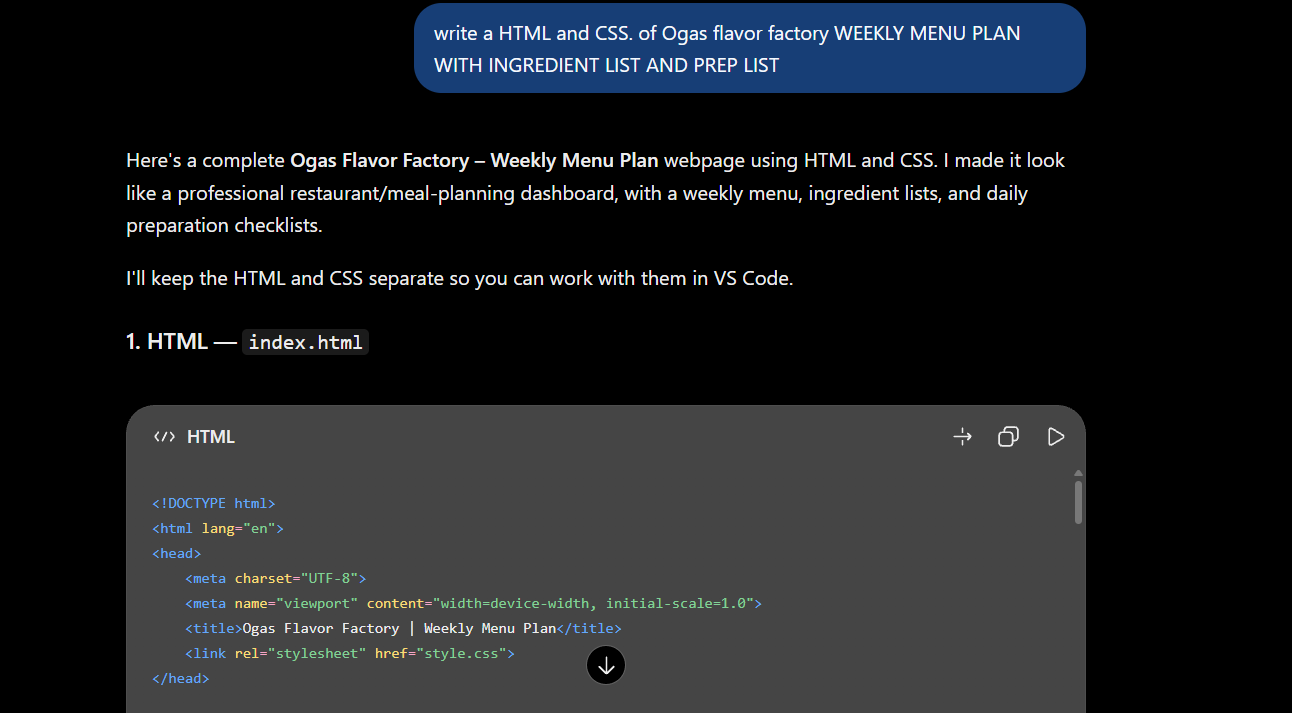 write a HTML and CSS. of Ogas flavor factory WEEKLY MENU PLAN
WITH INGREDIENT LIST AND PREP LIST
Here's a complete Ogas Flavor Factory – Weekly Menu Plan webpage using HTML and CSS. I made it look
like a professional restaurant/meal-planning dashboard, with a weekly menu, ingredient lists, and daily
preparation checklists.
I'll keep the HTML and CSS separate so you can work with them in VS Code.
1. HTML — index.html
</> HTML
<!DOCTYPE html>
<html lang="en">
<head>
    <meta charset="UTF-8">
    <meta name="viewport" content="width=device-width, initial-scale=1.0">
    <title>Ogas Flavor Factory | Weekly Menu Plan</title>
    <link rel="stylesheet" href="style.css">
</head>